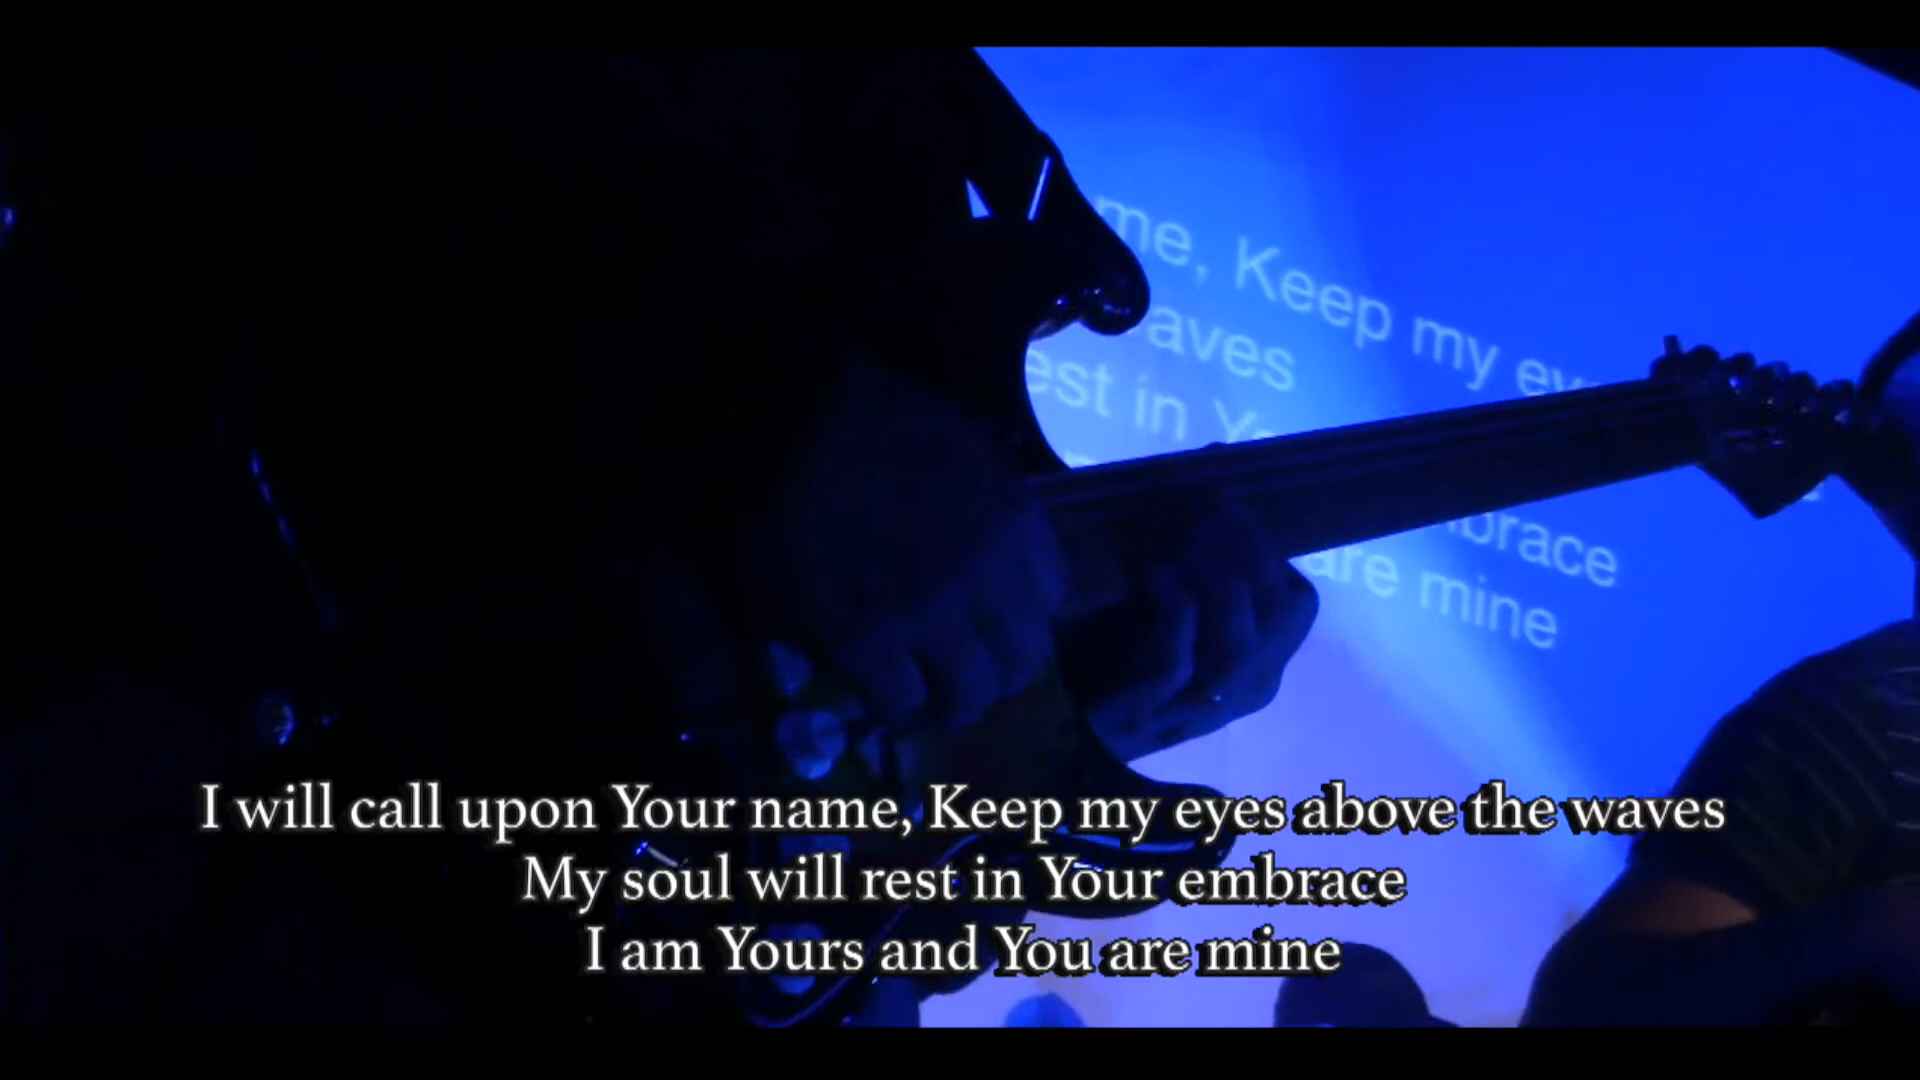 me, Keep my
aves
est in
brace
are mine
I will call upon Your name, Keep my eyes above the waves
My soul will rest in Your embrace
I am Yours and You are mine